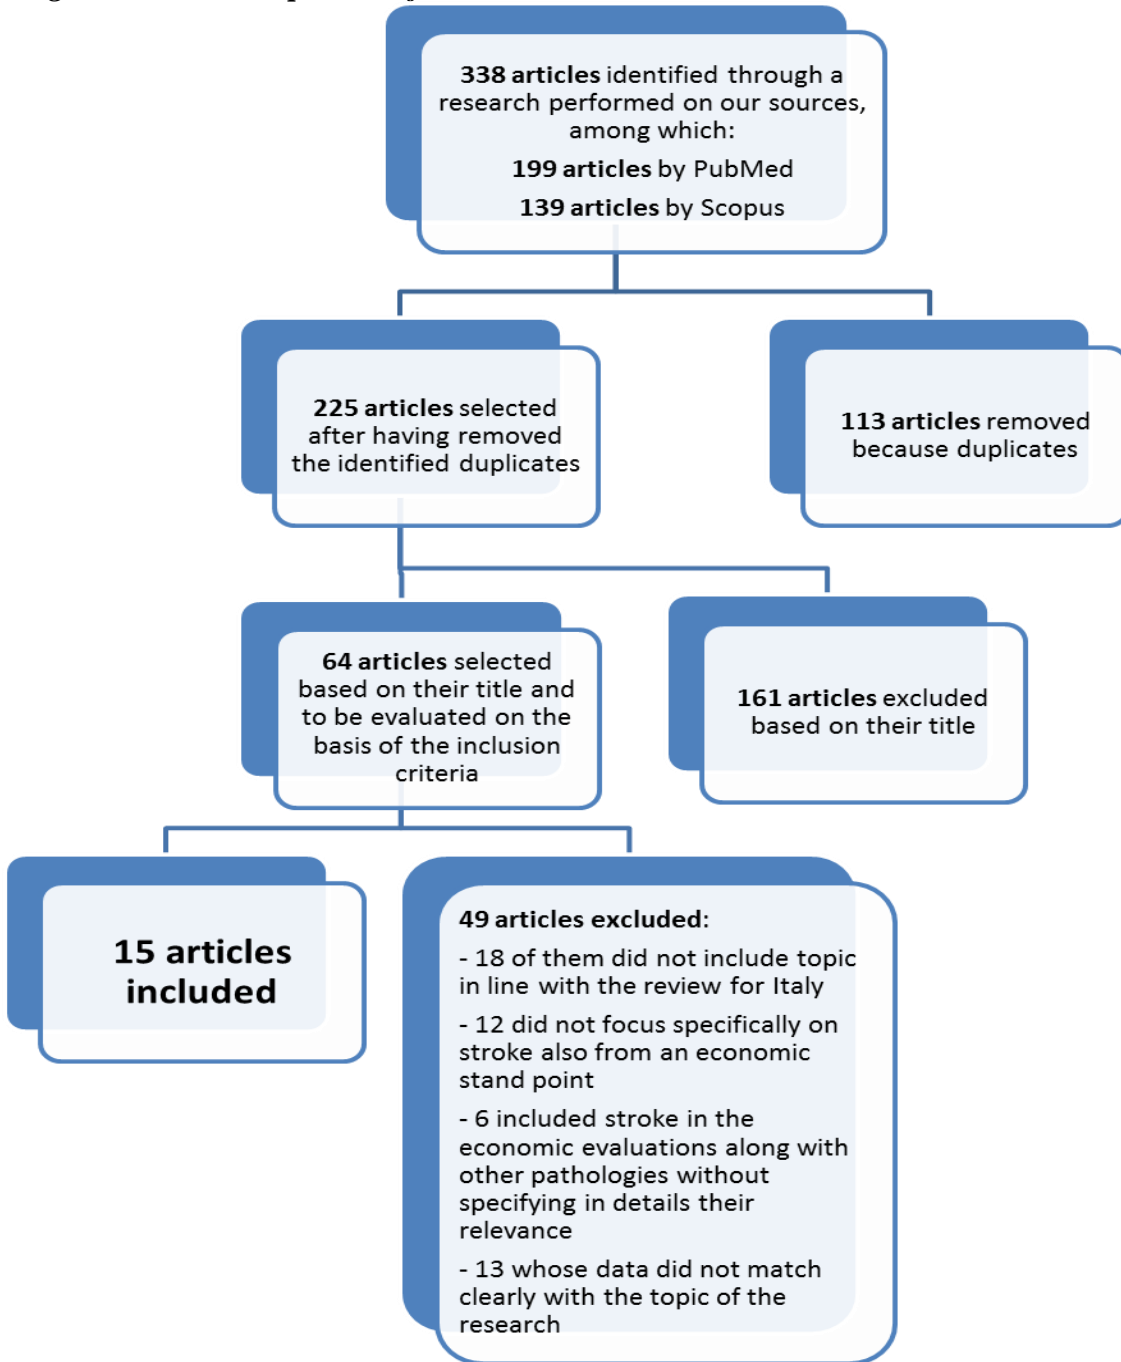 338 articles identified through a
research performed on our sources,
among which:
199 articles by PubMed
139 articles by Scopus
225 articles selected
after having removed
the identified duplicates
113 articles removed
because duplicates
64 articles selected
based on their title and
to be evaluated on the
basis of the inclusion
criteria
161 articles excluded
based on their title
15 articles
included
49 articles excluded:
- 18 of them did not include topic
in line with the review for Italy
- 12 did not focus specifically on
stroke also from an economic
stand point
- 6 included stroke in the
economic evaluations along with
other pathologies without
specifying in details their
relevance
- 13 whose data did not match
clearly with the topic of the
research